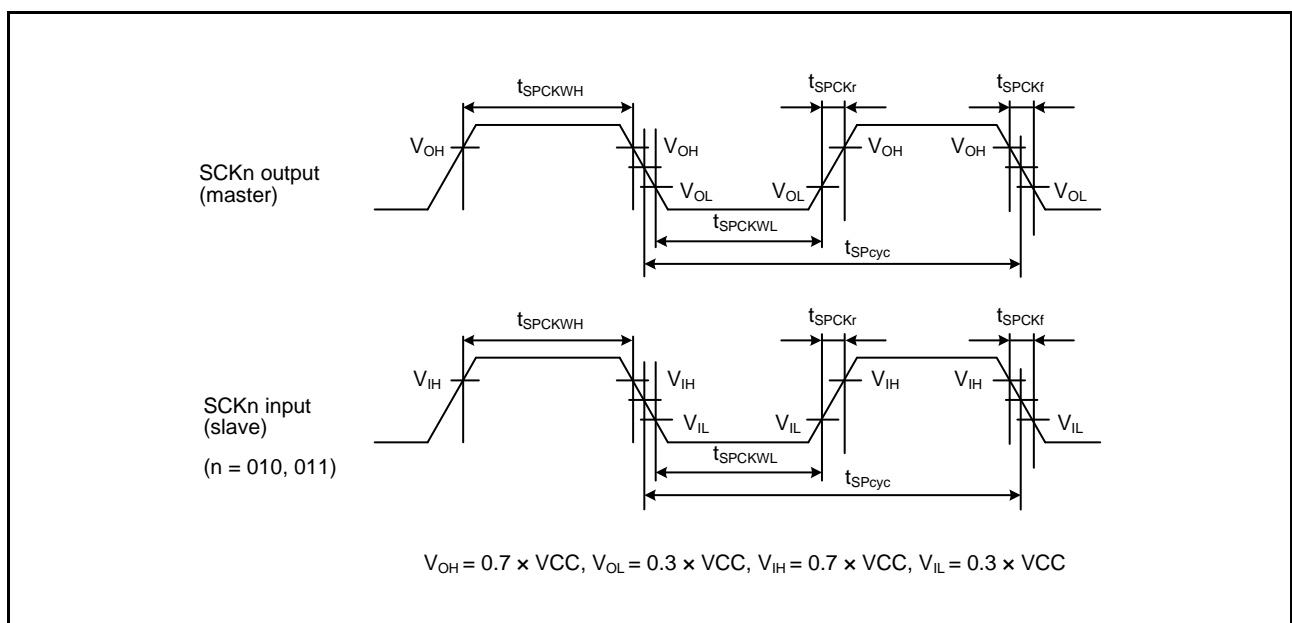 tSPCKWH
tSPCKr
tSPCKf
VOH
VOH
VOH
VOH
SCKn output
(master)
VOL
VOL
VOL
tSPCKWL
tSPcyc
tSPCKWH
tSPCKr
tSPCKf
VIH
VIH
VIH
VIH
SCKn input
(slave)
VIL
VIL
VIL
(n = 010, 011)
tSPCKWL
tSPcyc
VOH = 0.7 × VCC, VOL = 0.3 × VCC, VIH = 0.7 × VCC, VIL = 0.3 × VCC